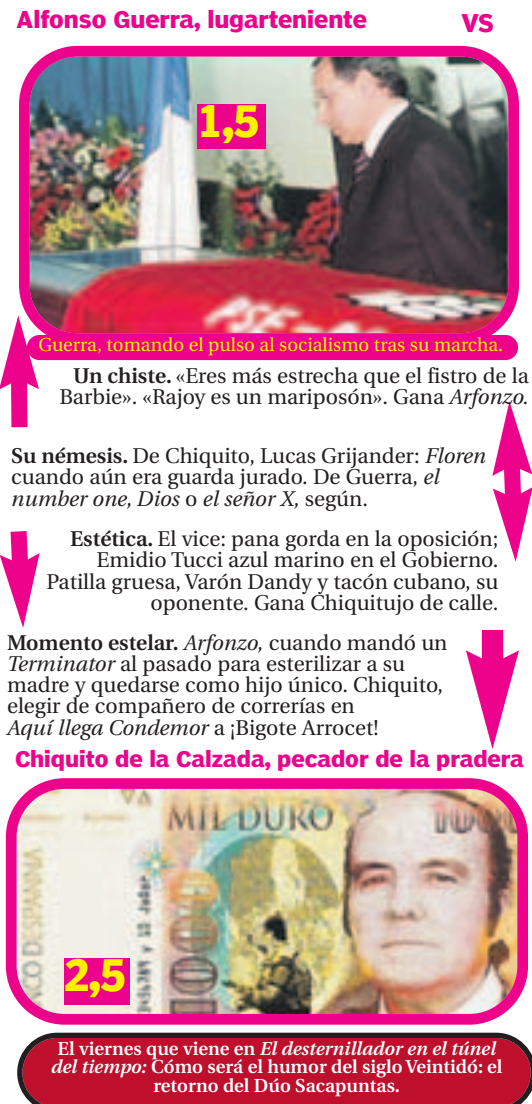 Alfonso Guerra, lugarteniente VS
1,5
Guerra, tomando el pulso al socialismo tras su marcha.
Un chiste. «Eres más estrecha que el fistro de la
Barbie». «Rajoy es un mariposón». Gana Arfonzo.
Su némesis. De Chiquito, Lucas Grijander: Floren
cuando aún era guarda jurado. De Guerra, el
number one, Dios o el señor X, según.
Estética. El vice: pana gorda en la oposición;
Emidio Tucci azul marino en el Gobierno.
Patilla gruesa, Varón Dandy y tacón cubano, su
oponente. Gana Chiquitujo de calle.
Momento estelar. Arfonzo, cuando mandó un
Terminator al pasado para esterilizar a su
madre y quedarse como hijo único. Chiquito,
elegir de compañero de correrías en
Aquí llega Condemor a ¡Bigote Arrocet!
Chiquito de la Calzada, pecador de la pradera
MIL DURO
1000
NCO DESPANNA
2,5
El viernes que viene en El desternillador en el túnel
del tiempo: Cómo será el humor del siglo Veintidó: el
retorno del Dúo Sacapuntas.